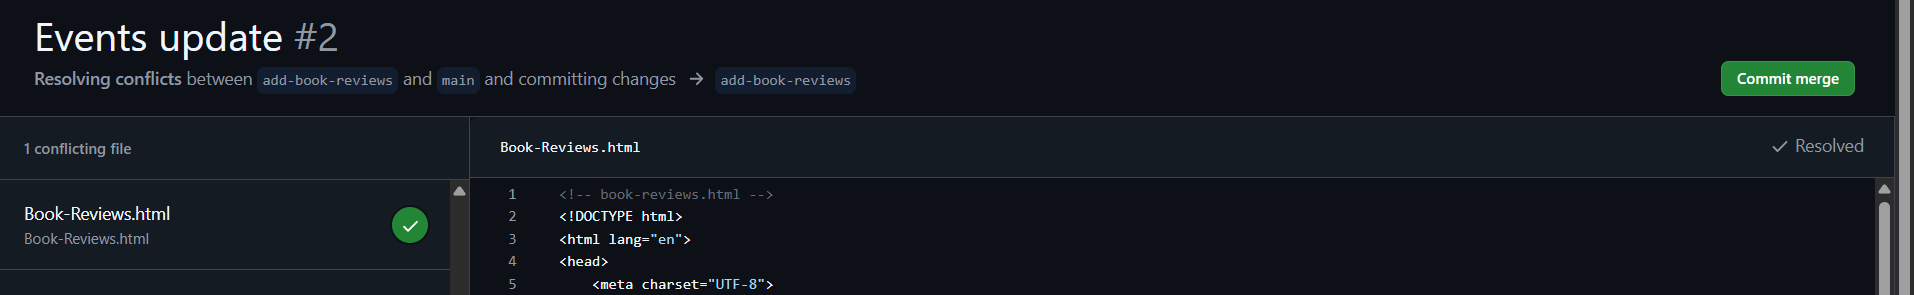 Events update #2
Resolving conflicts between add-book-reviews and main and committing changes → add-book-reviews
Commit merge
1 conflicting file
Book-Reviews.html
Resolved
Book-Reviews.html
Book-Reviews.html
1 <!-- book-reviews.html -->
2 <!DOCTYPE html>
3 <html lang="en">
4 <head>
5 <meta charset="UTF-8">